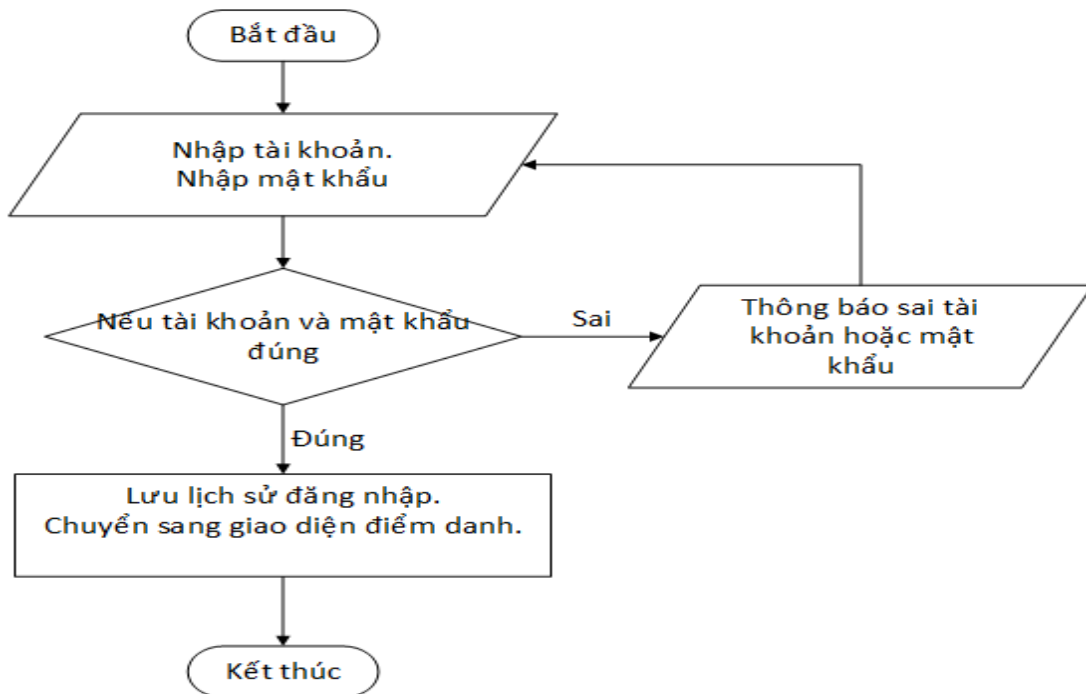 Bắt đầu
Nhập tài khoản.
Nhập mật khẩu
Nếu tài khoản và mật khẩu
đúng
Sai
Thông báo sai tài
khoản hoặc mật
khẩu
Đúng
Lưu lịch sử đăng nhập.
Chuyển sang giao diện điểm danh.
Kết thúc